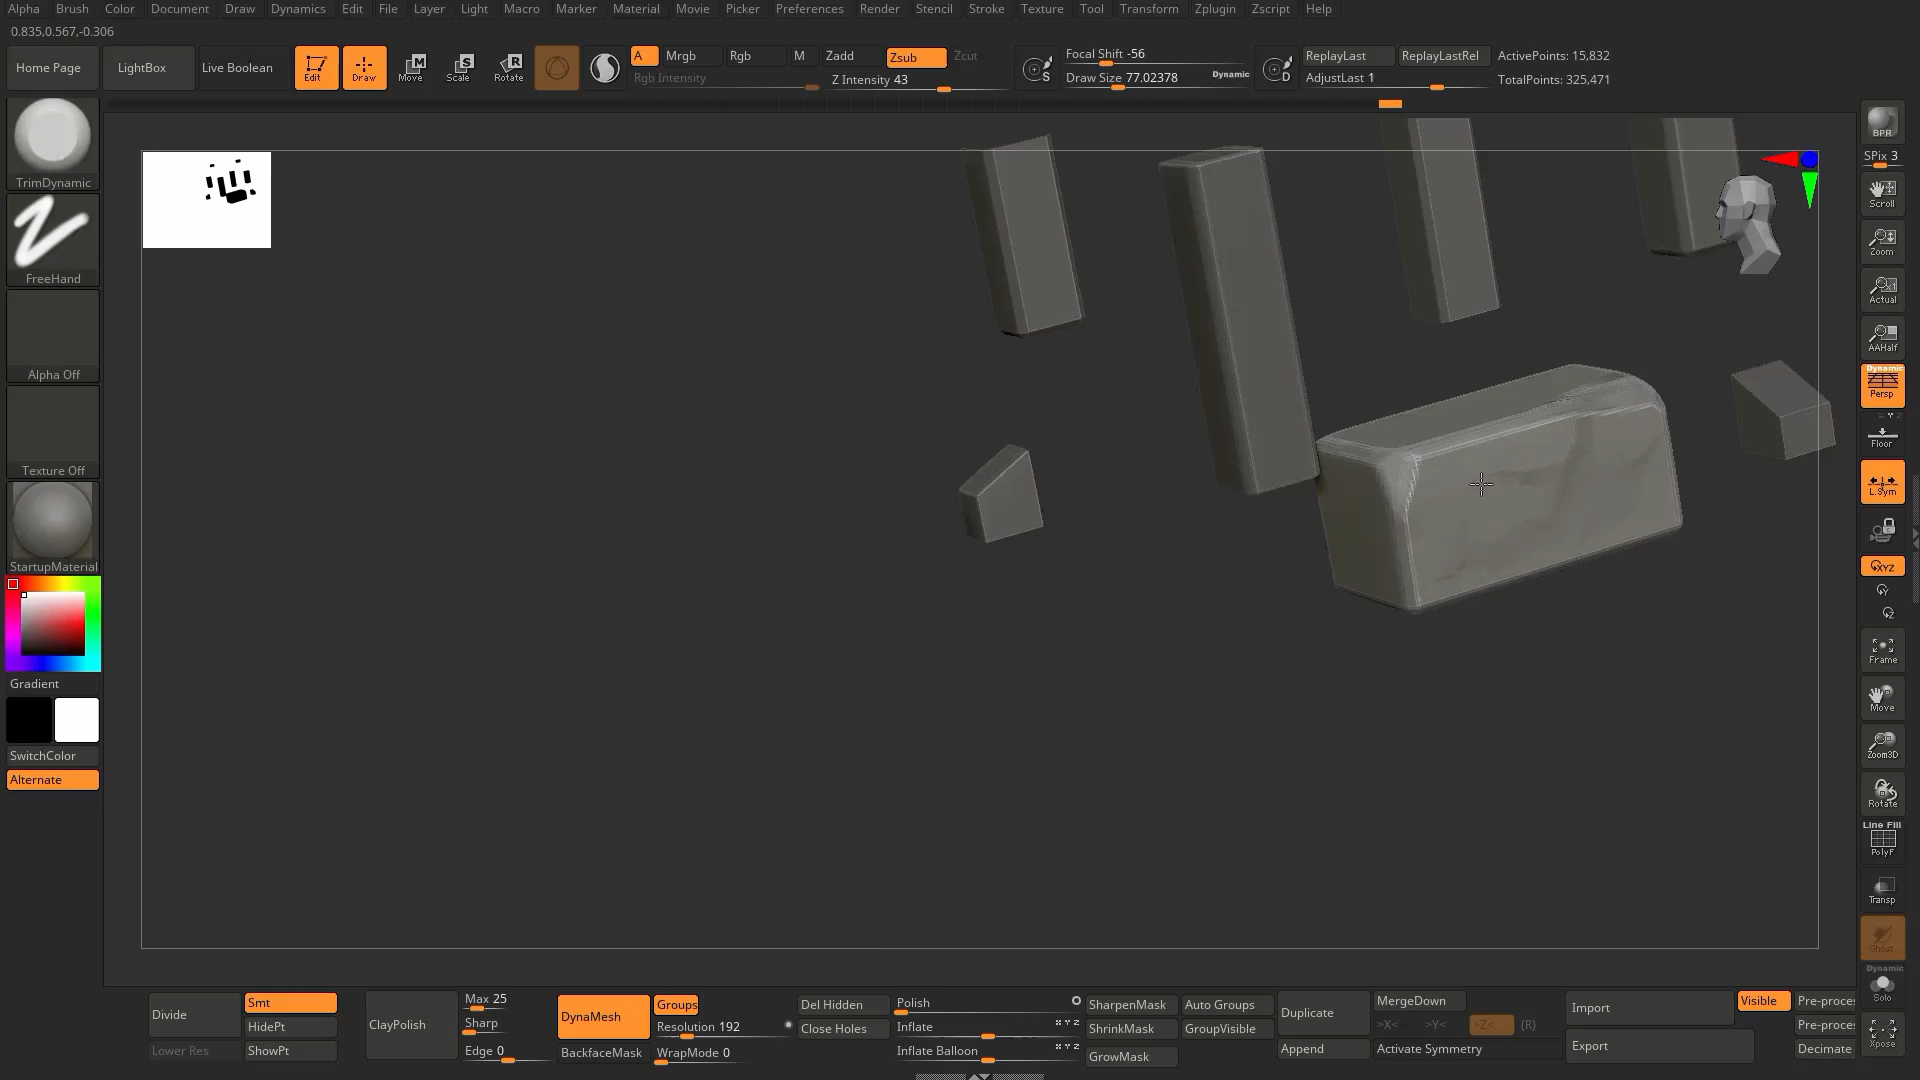 Alpha Brush Color Document Draw Dynamics Edit File Layer Light Macro Marker Material Movie Picker Preferences Render Stencil Stroke Texture Tool Transform Zplugin Zscript Help
0.835,0.567,-0.306
Home Page LightBox Live Boolean Edit Draw Move Scale Rotate A Mrgb Rgb M Zadd Zsub Zcut Focal Shift -56 ReplayLast ReplayLastRel ActivePoints: 15,832
Rgb Intensity Z Intensity 43 Draw Size 77.02378 Dynamic AdjustLast 1 TotalPoints: 325,471
TrimDynamic
FreeHand
Alpha Off
Texture Off
StartupMaterial
Gradient
SwitchColor
Alternate
BPR
SPix 3
Scroll
Zoom
Actual
AAHalf
Dynamic
Persp
Floor
L.Sym
XYZ
Y
Z
Frame
Move
Zoom3D
Rotate
Line Fill
PolyF
Transp
Ghost
Dynamic
Solo
Xpose
Divide Smt ClayPolish Max 25 DynaMesh Groups Del Hidden Polish SharpenMask Auto Groups Duplicate MergeDown Import Visible Pre-proces
HidePt Sharp Resolution 192 Close Holes Inflate ShrinkMask GroupVisible >X< >Y< >Z< (R) Pre-proces
Lower Res ShowPt Edge 0 BackfaceMask WrapMode 0 Inflate Balloon GrowMask Append Activate Symmetry Export Decimate